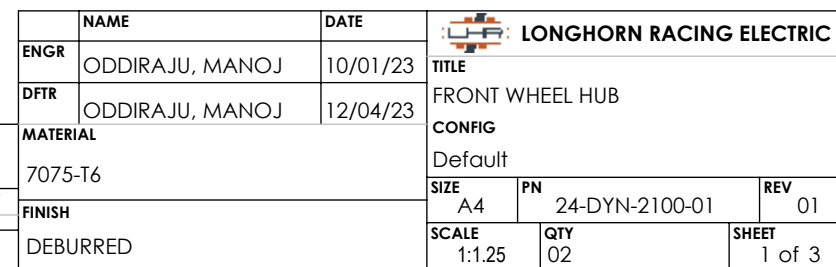 NAME DATE
ENGR ODDIRAJU, MANOJ 10/01/23
DFTR ODDIRAJU, MANOJ 12/04/23
MATERIAL
7075-T6
FINISH
DEBURRED
LHR LONGHORN RACING ELECTRIC
TITLE
FRONT WHEEL HUB
CONFIG
Default
SIZE PN REV
A4 24-DYN-2100-01 01
SCALE QTY SHEET
1:1.25 02 1 of 3